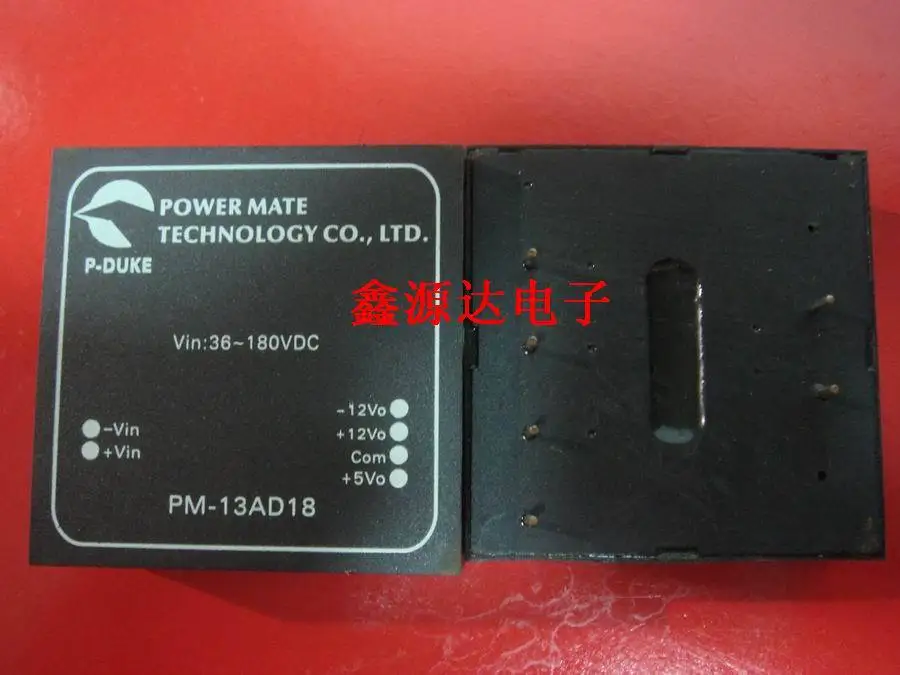 POWER MATE
TECHNOLOGY CO., LTD.
P-DUKE
鑫源达电子
Vin:36~180VDC
-12Vo
-Vin
+12Vo
+Vin
Com
+5Vo
PM-13AD18